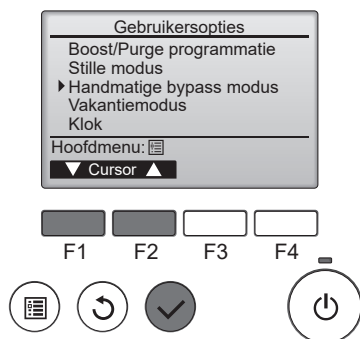 Gebruikersopties
Boost/Purge programmatie
Stille modus
Handmatige bypass modus
Vakantiemodus
Klok
Hoofdmenu:
▼ Cursor ▲
F1 F2 F3 F4